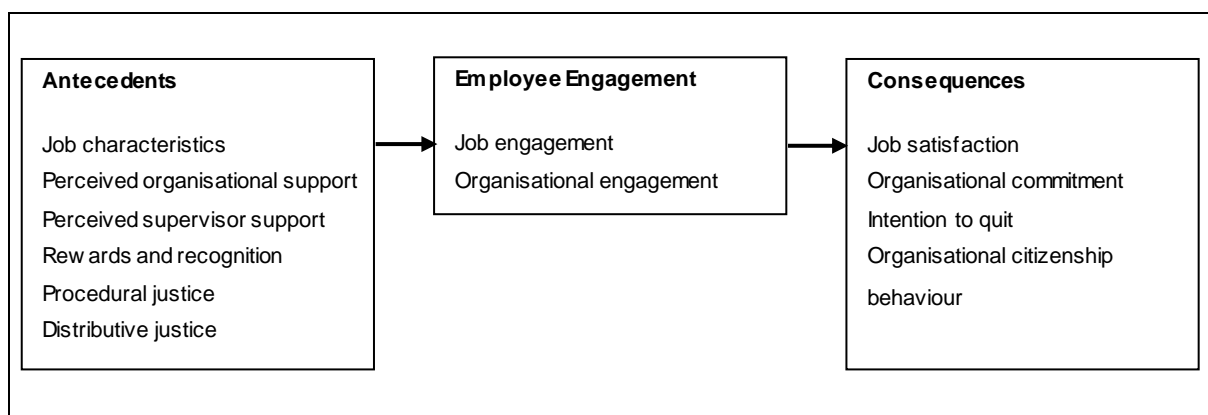 Antecedents
Job characteristics
Perceived organisational support
Perceived supervisor support
Rewards and recognition
Procedural justice
Distributive justice
Employee Engagement
Job engagement
Organisational engagement
Consequences
Job satisfaction
Organisational commitment
Intention to quit
Organisational citizenship
behaviour